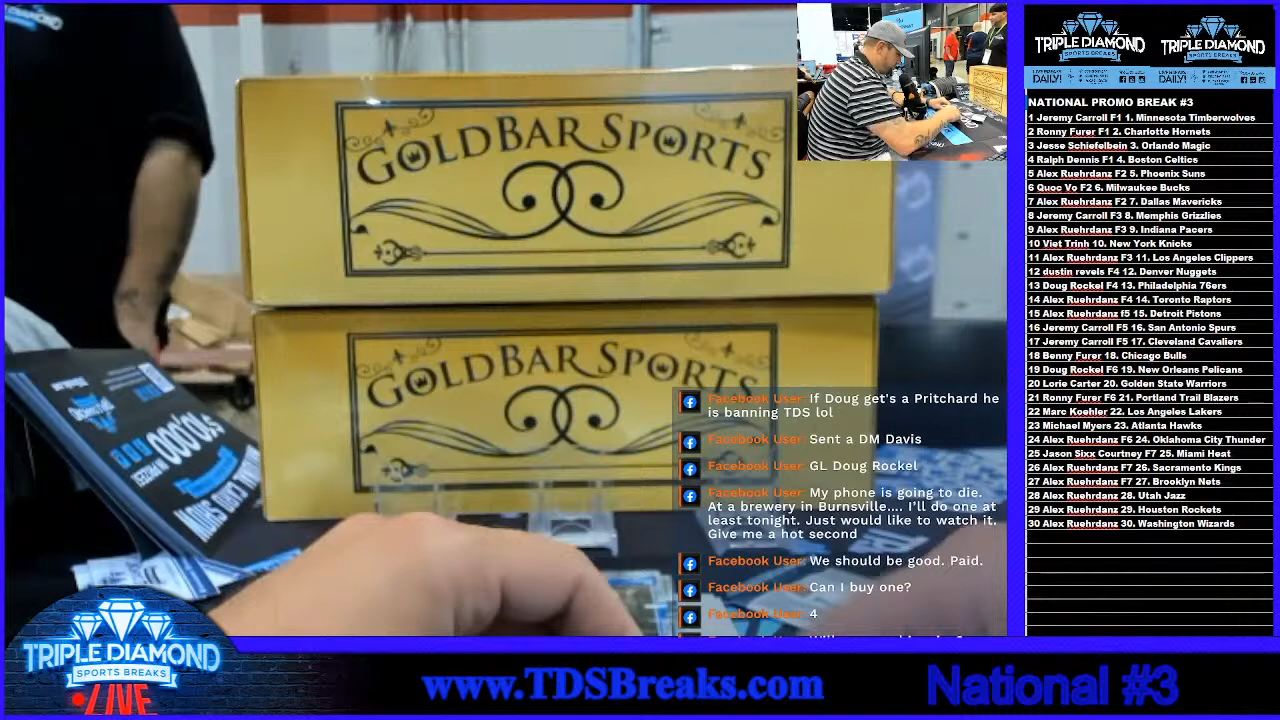 GOLDBAR SPORTS
GOLDBAR SPORTS
$10,000
CARD SHOW
TRIPLE DIAMOND
SPORTS BREAKS
TRIPLE DIAMOND
SPORTS BREAKS
DAILY!
DAILY!
NATIONAL PROMO BREAK #3
1 Jeremy Carroll F1 1. Minnesota Timberwolves
2 Ronny Furer F1 2. Charlotte Hornets
3 Jesse Schiefelbein 3. Orlando Magic
4 Ralph Dennis F1 4. Boston Celtics
5 Alex Ruehrdanz F2 5. Phoenix Suns
6 Quoc Vo F2 6. Milwaukee Bucks
7 Alex Ruehrdanz F2 7. Dallas Mavericks
8 Jeremy Carroll F3 8. Memphis Grizzlies
9 Alex Ruehrdanz F3 9. Indiana Pacers
10 Viet Trinh 10. New York Knicks
11 Alex Ruehrdanz F3 11. Los Angeles Clippers
12 dustin revels F4 12. Denver Nuggets
13 Doug Rockel F4 13. Philadelphia 76ers
14 Alex Ruehrdanz F4 14. Toronto Raptors
15 Alex Ruehrdanz f5 15. Detroit Pistons
16 Jeremy Carroll F5 16. San Antonio Spurs
17 Jeremy Carroll F5 17. Cleveland Cavaliers
18 Benny Furer 18. Chicago Bulls
19 Doug Rockel F6 19. New Orleans Pelicans
20 Lorie Carter 20. Golden State Warriors
21 Ronny Furer F6 21. Portland Trail Blazers
22 Marc Koehler 22. Los Angeles Lakers
23 Michael Myers 23. Atlanta Hawks
24 Alex Ruehrdanz F6 24. Oklahoma City Thunder
25 Jason Sixx Courtney F7 25. Miami Heat
26 Alex Ruehrdanz F7 26. Sacramento Kings
27 Alex Ruehrdanz F7 27. Brooklyn Nets
28 Alex Ruehrdanz 28. Utah Jazz
29 Alex Ruehrdanz 29. Houston Rockets
30 Alex Ruehrdanz 30. Washington Wizards
Facebook User: If Doug get's a Pritchard he
is banning TDS lol
Facebook User: Sent a DM Davis
Facebook User: GL Doug Rockel
Facebook User: My phone is going to die.
At a brewery in Burnsville.... I'll do one at
least tonight. Just would like to watch it.
Give me a hot second
Facebook User: We should be good. Paid.
Facebook User: Can I buy one?
Facebook User: 4
TRIPLE DIAMOND
SPORTS BREAKS
LIVE
www.TDSBreaks.com
National #3